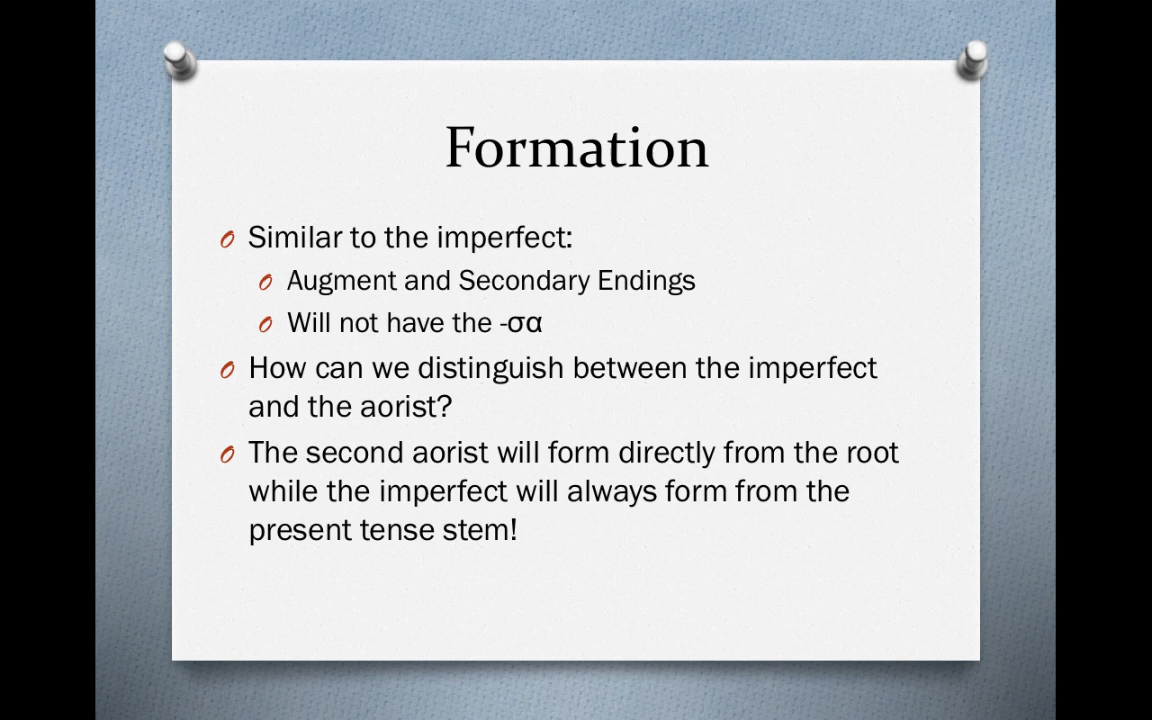 Formation
Similar to the imperfect:
Augment and Secondary Endings
Will not have the -σα
How can we distinguish between the imperfect
and the aorist?
The second aorist will form directly from the root
while the imperfect will always form from the
present tense stem!